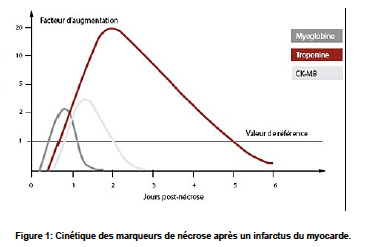 Facteur d'augmentation
Myoglobine
Troponine
CK-MB
20
10
5
2
1
Valeur de référence
0 1 2 3 4 5 6
Jours post-nécrose
Figure 1: Cinétique des marqueurs de nécrose après un infarctus du myocarde.